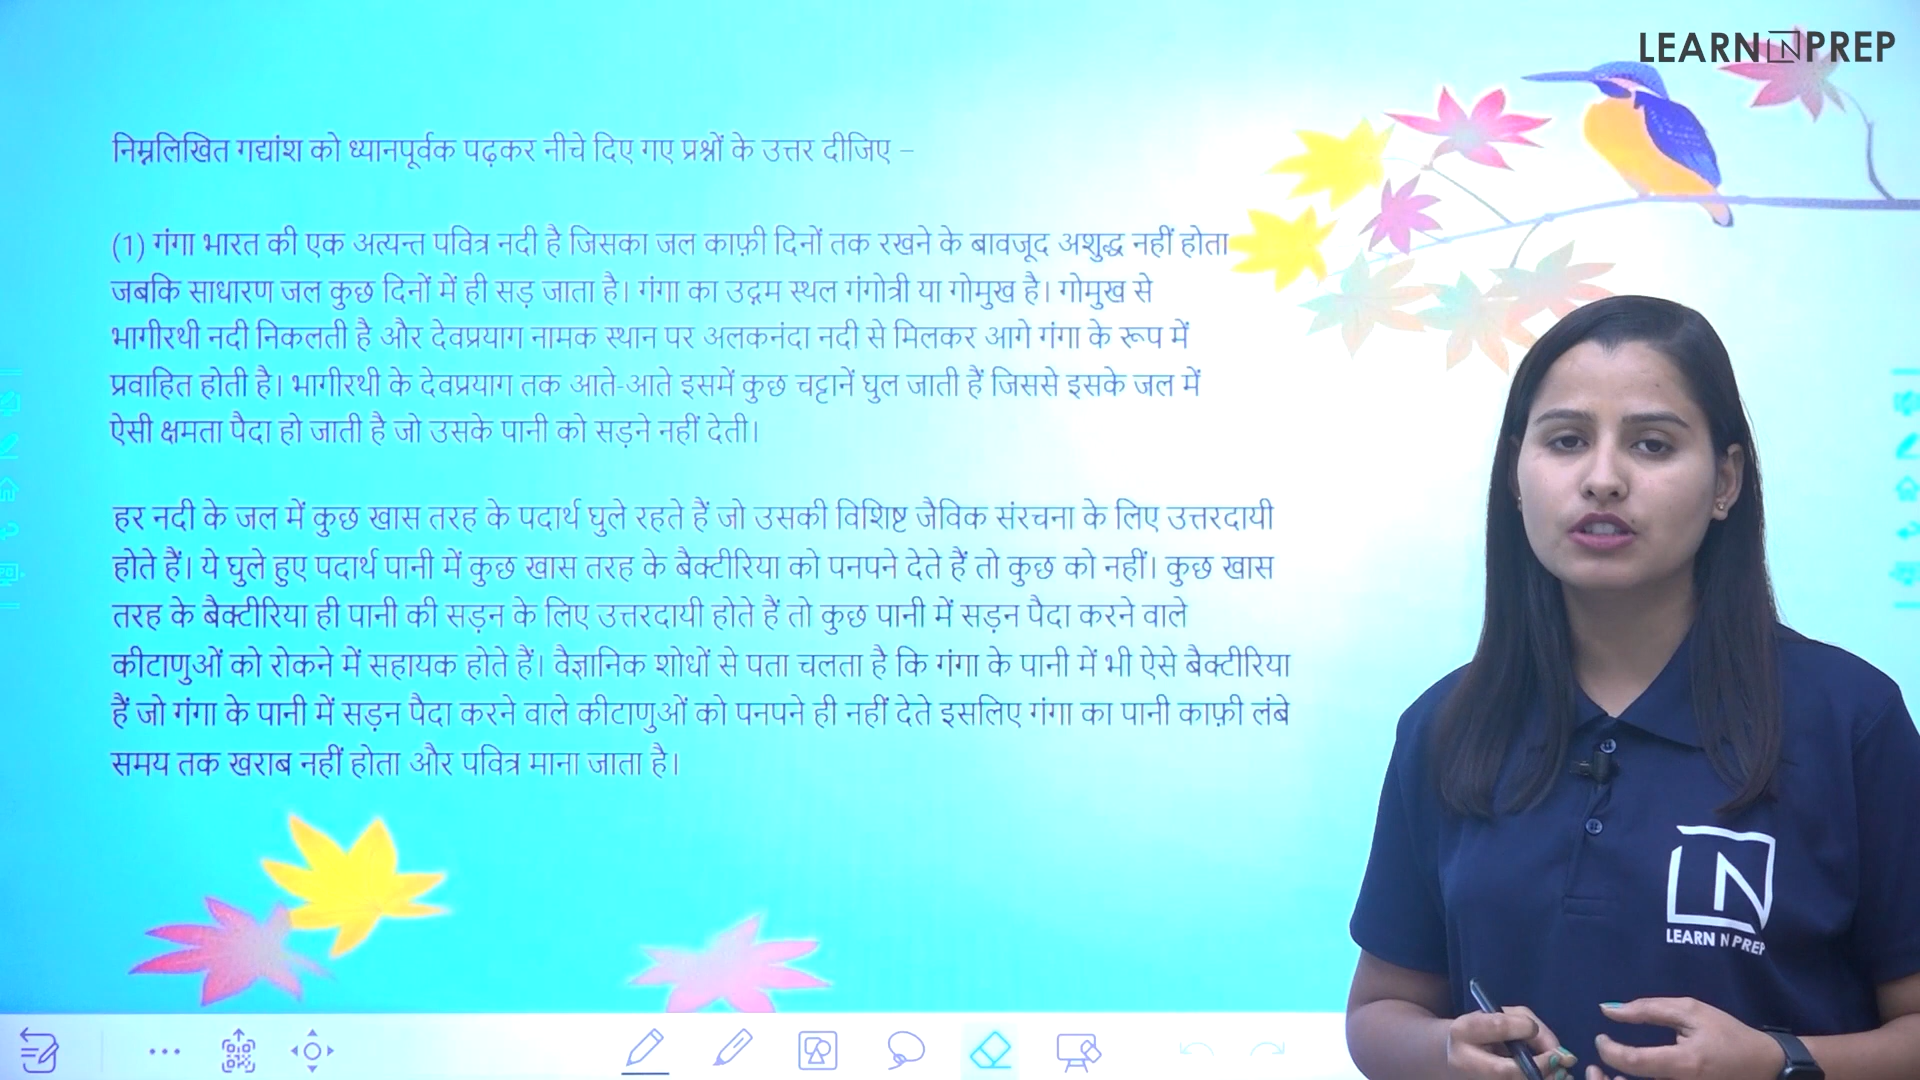 LEARN N PREP
निम्नलिखित गद्यांश को ध्यानपूर्वक पढ़कर नीचे दिए गए प्रश्नों के उत्तर दीजिए –
(1) गंगा भारत की एक अत्यन्त पवित्र नदी है जिसका जल काफ़ी दिनों तक रखने के बावजूद अशुद्ध नहीं होता
जबकि साधारण जल कुछ दिनों में ही सड़ जाता है। गंगा का उद्गम स्थल गंगोत्री या गोमुख है। गोमुख से
भागीरथी नदी निकलती है और देवप्रयाग नामक स्थान पर अलकनंदा नदी से मिलकर आगे गंगा के रूप में
प्रवाहित होती है। भागीरथी के देवप्रयाग तक आते-आते इसमें कुछ चट्टानें घुल जाती हैं जिससे इसके जल में
ऐसी क्षमता पैदा हो जाती है जो उसके पानी को सड़ने नहीं देती।
हर नदी के जल में कुछ खास तरह के पदार्थ घुले रहते हैं जो उसकी विशिष्ट जैविक संरचना के लिए उत्तरदायी
होते हैं। ये घुले हुए पदार्थ पानी में कुछ खास तरह के बैक्टीरिया को पनपने देते हैं तो कुछ को नहीं। कुछ खास
तरह के बैक्टीरिया ही पानी की सड़न के लिए उत्तरदायी होते हैं तो कुछ पानी में सड़न पैदा करने वाले
कीटाणुओं को रोकने में सहायक होते हैं। वैज्ञानिक शोधों से पता चलता है कि गंगा के पानी में भी ऐसे बैक्टीरिया
हैं जो गंगा के पानी में सड़न पैदा करने वाले कीटाणुओं को पनपने ही नहीं देते इसलिए गंगा का पानी काफ़ी लंबे
समय तक खराब नहीं होता और पवित्र माना जाता है।
N
LEARN N PREP